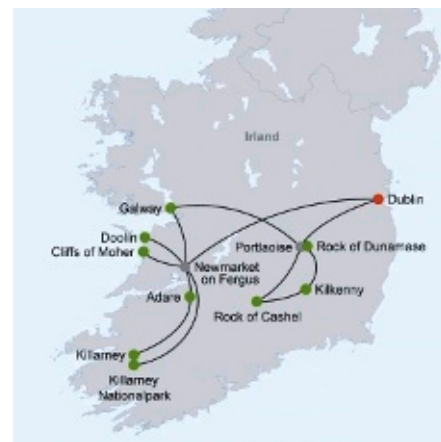 Irland
Galway
Dublin
Doolin
Cliffs of Moher
Portlaoise
Rock of Dunamase
Newmarket
on Fergus
Adare
Kilkenny
Rock of Cashel
Killarney
Killarney
Nationalpark